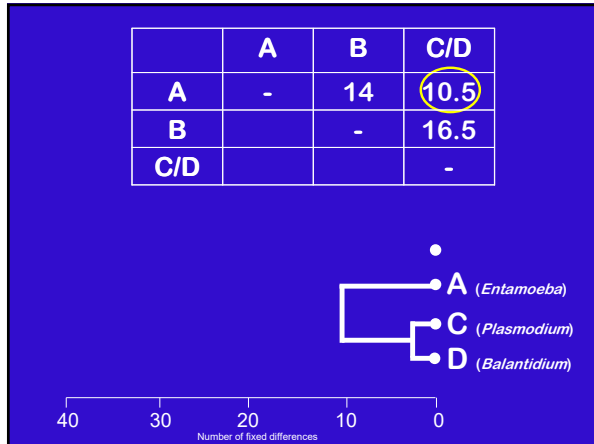 A B C/D
A - 14 10.5
B - 16.5
C/D -
A (Entamoeba)
C (Plasmodium)
D (Balantidium)
40 30 20 10 0
Number of fixed differences